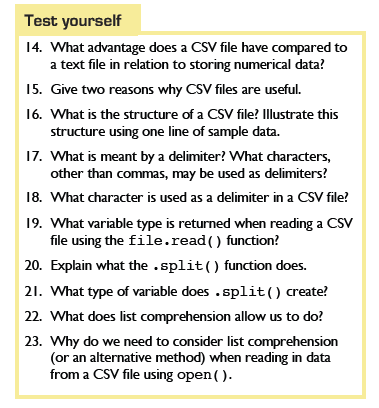 Test yourself
14. What advantage does a CSV file have compared to
a text file in relation to storing numerical data?
15. Give two reasons why CSV files are useful.
16. What is the structure of a CSV file? Illustrate this
structure using one line of sample data.
17. What is meant by a delimiter? What characters,
other than commas, may be used as delimiters?
18. What character is used as a delimiter in a CSV file?
19. What variable type is returned when reading a CSV
file using the file.read() function?
20. Explain what the .split() function does.
21. What type of variable does .split() create?
22. What does list comprehension allow us to do?
23. Why do we need to consider list comprehension
(or an alternative method) when reading in data
from a CSV file using open().